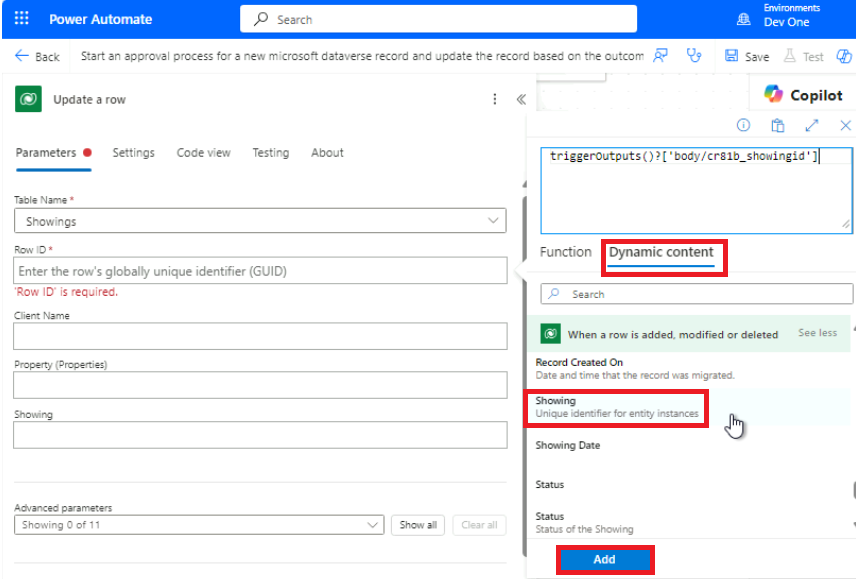 Power Automate
Search
Environments
Dev One
Back
Start an approval process for a new microsoft dataverse record and update the record based on the outcom
Save
Test
Update a row
Copilot
Parameters
Settings
Code view
Testing
About
triggerOutputs()?['body/cr81b_showingid']
Table Name *
Showings
Row ID *
Enter the row's globally unique identifier (GUID)
'Row ID' is required.
Client Name
Property (Properties)
Showing
Advanced parameters
Showing 0 of 11
Show all
Clear all
Function
Dynamic content
Search
When a row is added, modified or deleted
See less
Record Created On
Date and time that the record was migrated.
Showing
Unique identifier for entity instances
Showing Date
Status
Status
Status of the Showing
Add